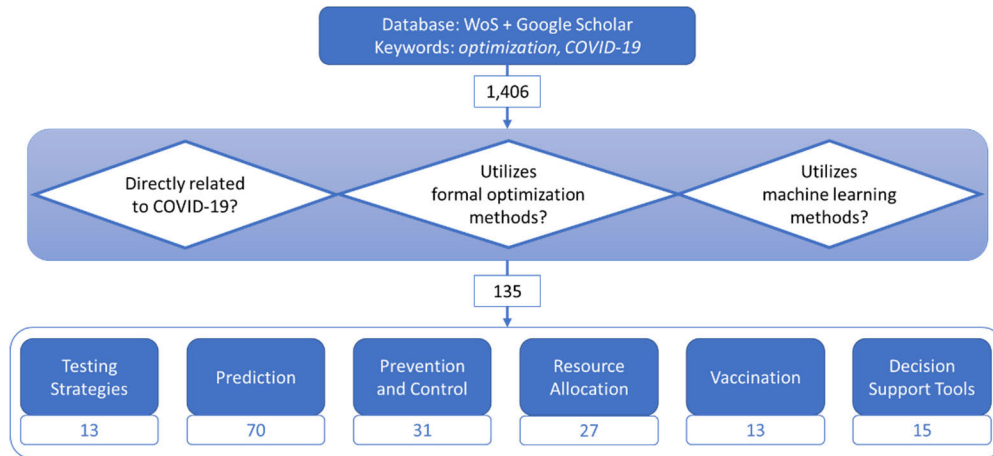 Database: WoS + Google Scholar
Keywords: optimization, COVID-19
1,406
Directly related
to COVID-19?
Utilizes
formal optimization
methods?
Utilizes
machine learning
methods?
135
Testing
Strategies
13
Prediction
70
Prevention
and Control
31
Resource
Allocation
27
Vaccination
13
Decision
Support Tools
15